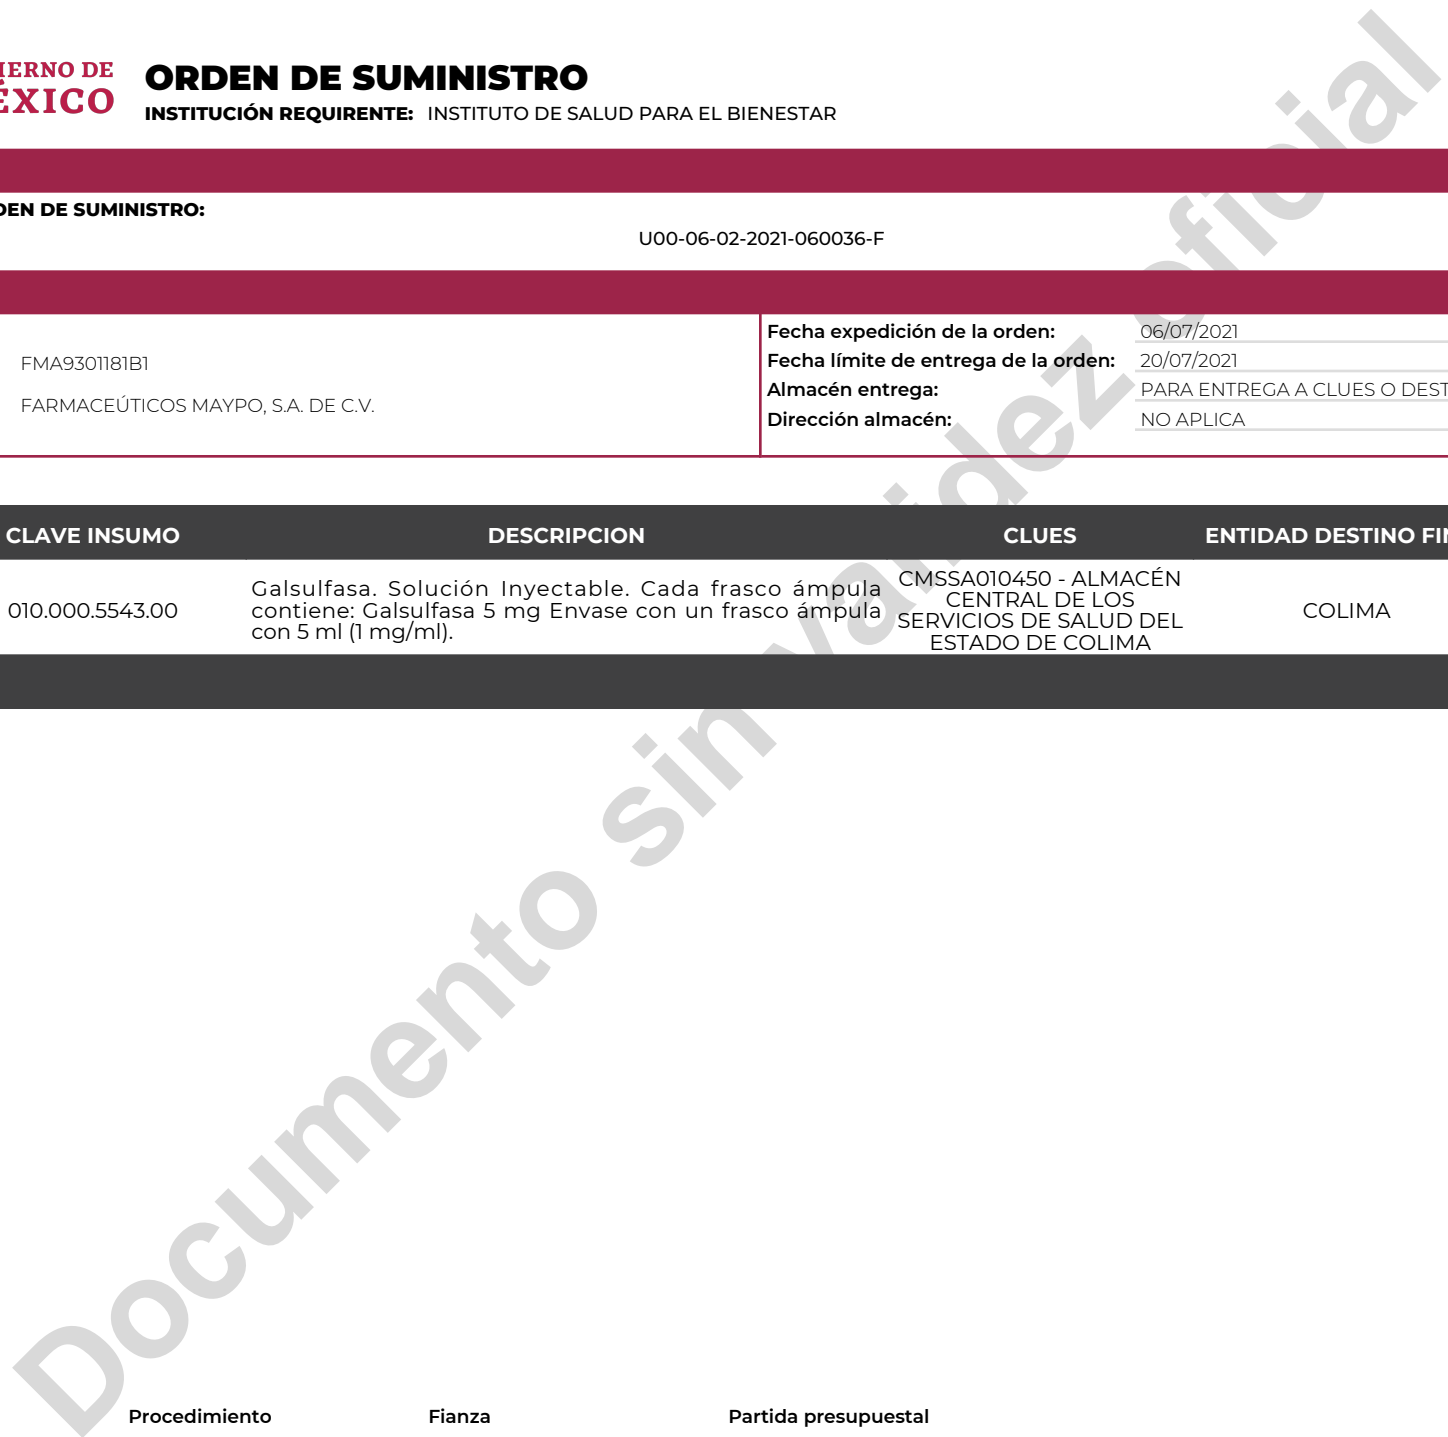 IERNO DE
ÉXICO
ORDEN DE SUMINISTRO
INSTITUCIÓN REQUIRENTE: INSTITUTO DE SALUD PARA EL BIENESTAR
DEN DE SUMINISTRO:
U00-06-02-2021-060036-F
FMA9301181B1
FARMACEÚTICOS MAYPO, S.A. DE C.V.
Fecha expedición de la orden: 06/07/2021
Fecha límite de entrega de la orden: 20/07/2021
Almacén entrega: PARA ENTREGA A CLUES O DEST
Dirección almacén: NO APLICA
CLAVE INSUMO DESCRIPCION CLUES ENTIDAD DESTINO FIN
010.000.5543.00
Galsulfasa. Solución Inyectable. Cada frasco ámpula
contiene: Galsulfasa 5 mg Envase con un frasco ámpula
con 5 ml (1 mg/ml).
CMSSA010450 - ALMACÉN
CENTRAL DE LOS
SERVICIOS DE SALUD DEL
ESTADO DE COLIMA
COLIMA
Documento sin validez oficial
Procedimiento Fianza Partida presupuestal